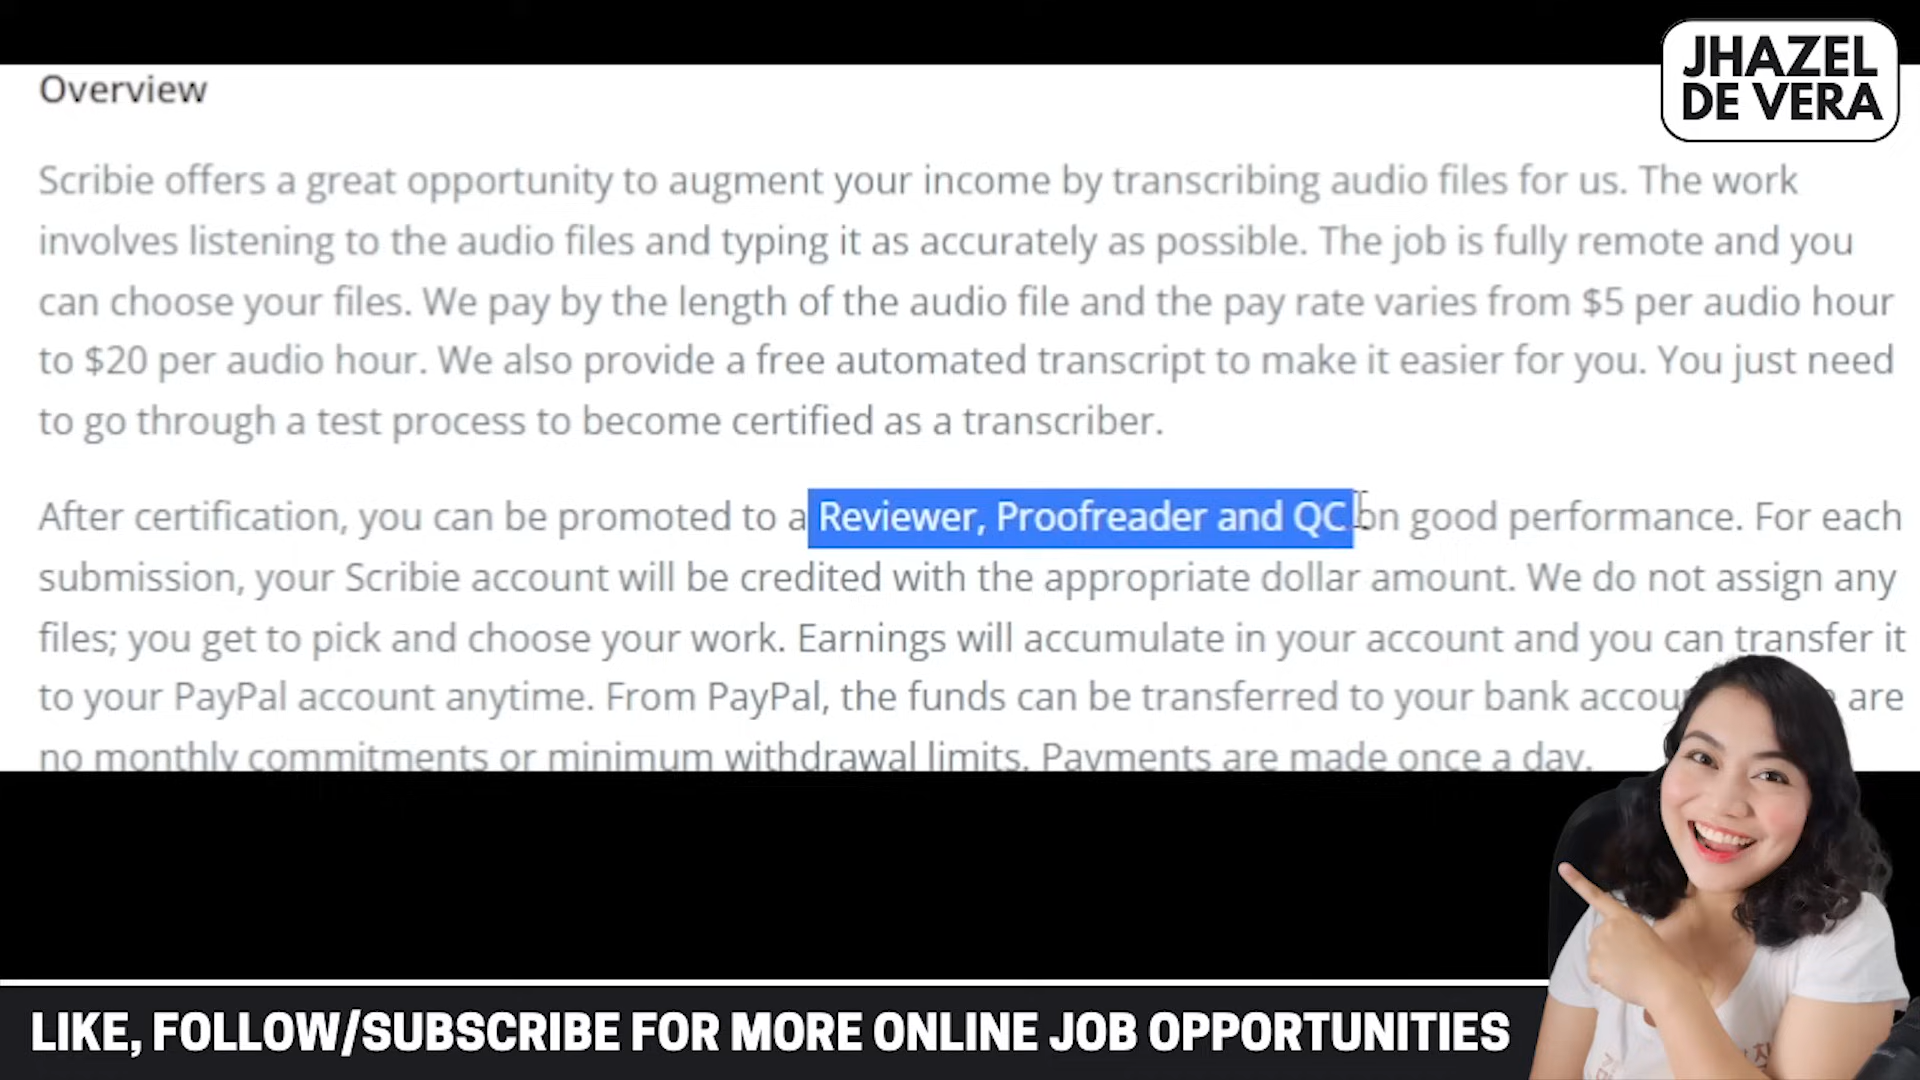 JHAZEL
DE VERA
Overview
Scribie offers a great opportunity to augment your income by transcribing audio files for us. The work
involves listening to the audio files and typing it as accurately as possible. The job is fully remote and you
can choose your files. We pay by the length of the audio file and the pay rate varies from $5 per audio hour
to $20 per audio hour. We also provide a free automated transcript to make it easier for you. You just need
to go through a test process to become certified as a transcriber.
After certification, you can be promoted to a Reviewer, Proofreader and QC on good performance. For each
submission, your Scribie account will be credited with the appropriate dollar amount. We do not assign any
files; you get to pick and choose your work. Earnings will accumulate in your account and you can transfer it
to your PayPal account anytime. From PayPal, the funds can be transferred to your bank are
no monthly commitments or minimum withdrawal limits. Payments are made once a day.
LIKE, FOLLOW/SUBSCRIBE FOR MORE ONLINE JOB OPPORTUNITIES